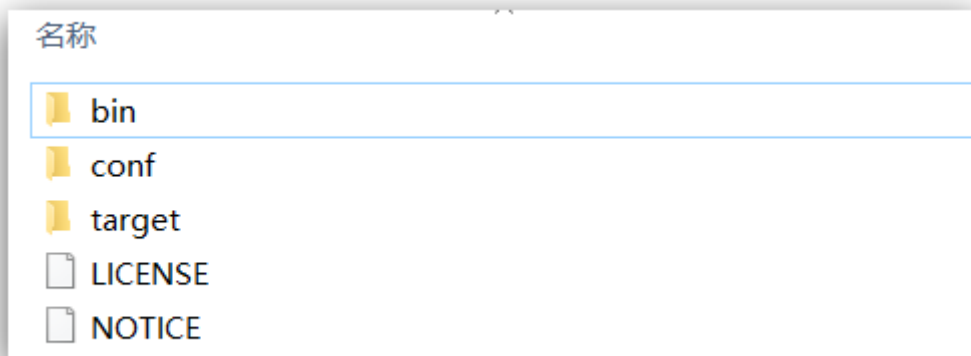 名称
bin
conf
target
LICENSE
NOTICE